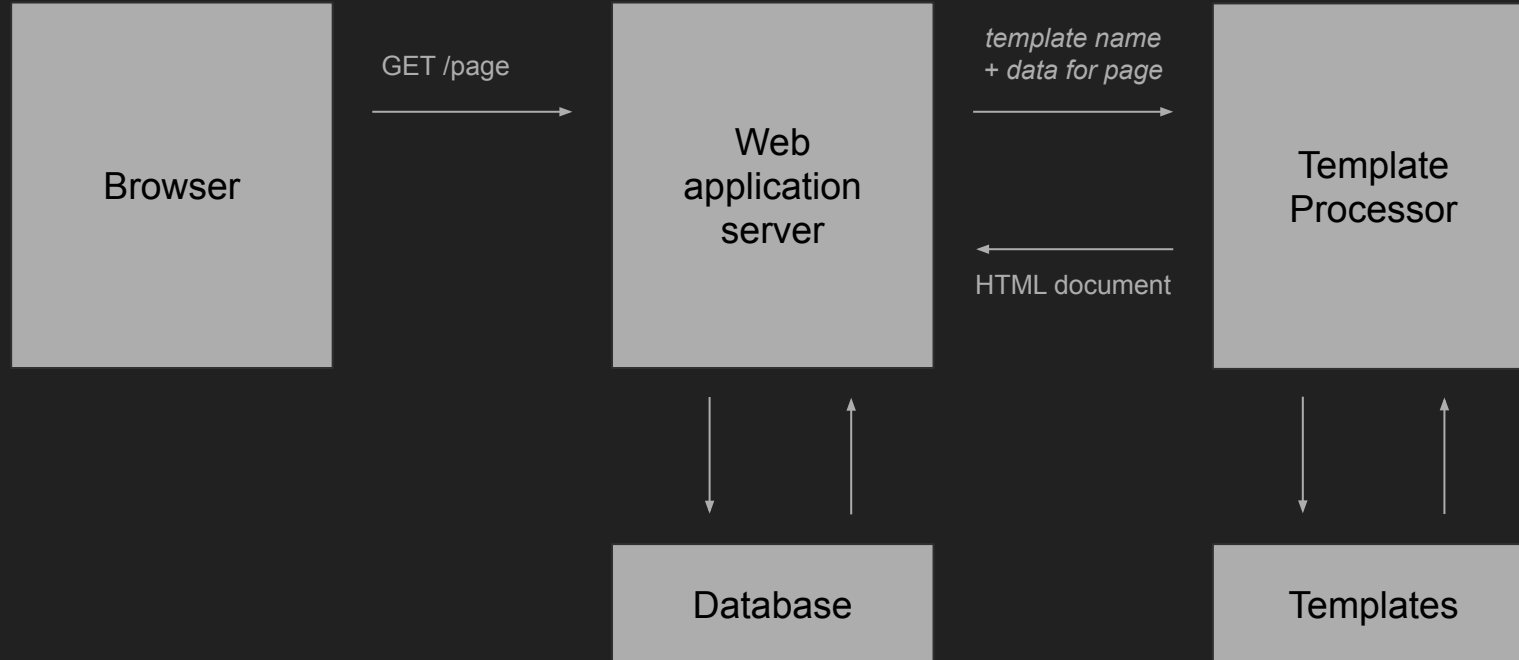 Browser
GET /page
Web
application
server
template name
+ data for page
HTML document
Template
Processor
Database
Templates